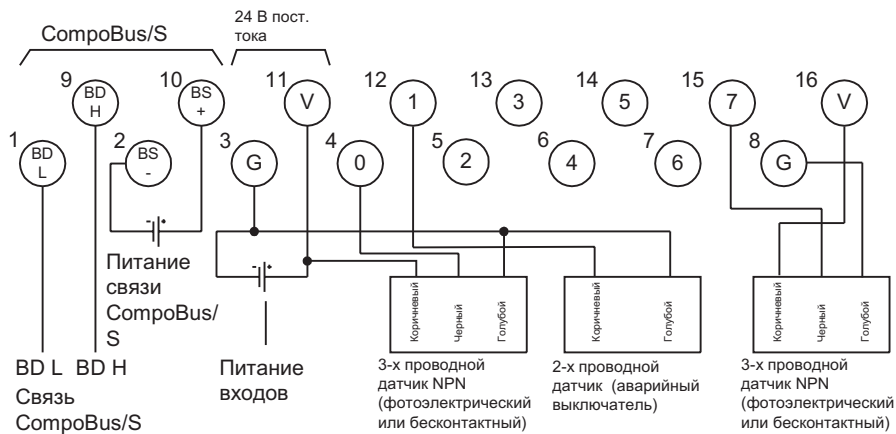 CompoBus/S
24 В пост.
тока
9
BD
H
10
BS
+
11
V
12
1
13
3
14
5
15
7
16
V
1
BD
L
2
BS
-
3
G
4
0
5
2
6
4
7
6
8
G
- +
- +
Питание
связи
CompoBus/
S
Коричневый
Черный
Голубой
Коричневый
Голубой
Коричневый
Черный
Голубой
BD L BD H
Связь
CompoBus/S
Питание
входов
3-х проводной
датчик NPN
(фотоэлектрический
или бесконтактный)
2-х проводной
датчик (аварийный
выключатель)
3-х проводной
датчик NPN
(фотоэлектрический
или бесконтактный)